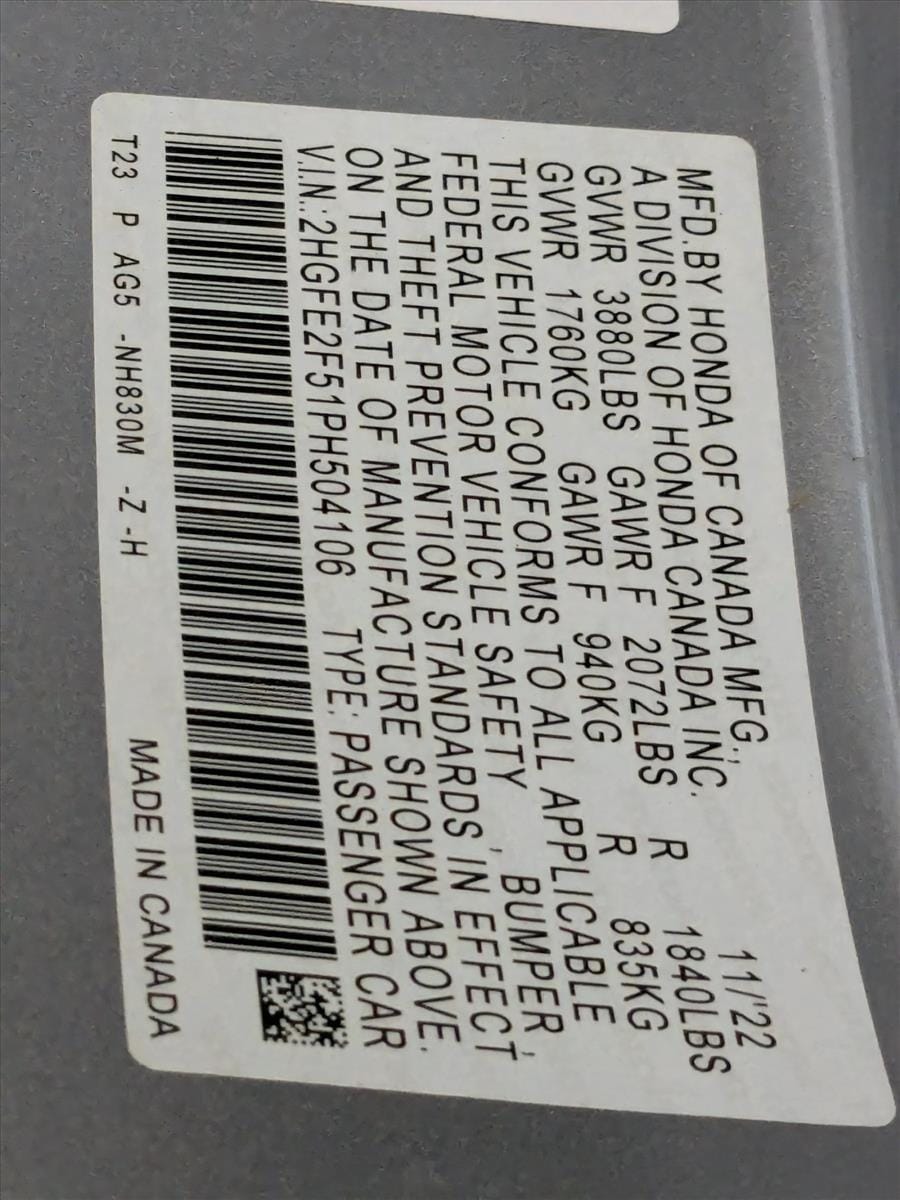 MFD.BY HONDA OF CANADA MFG., 11/'22
A DIVISION OF HONDA CANADA INC.
GVWR 3880LBS GAWR F 2072LBS R 1840LBS
GVWR 1760KG GAWR F 940KG R 835KG
THIS VEHICLE CONFORMS TO ALL APPLICABLE
FEDERAL MOTOR VEHICLE SAFETY , BUMPER,
AND THEFT PREVENTION STANDARDS IN EFFECT
ON THE DATE OF MANUFACTURE SHOWN ABOVE.
V.I.N.:2HGFE2F51PH504106 TYPE: PASSENGER CAR
T23 P AG5 -NH830M -Z -H MADE IN CANADA